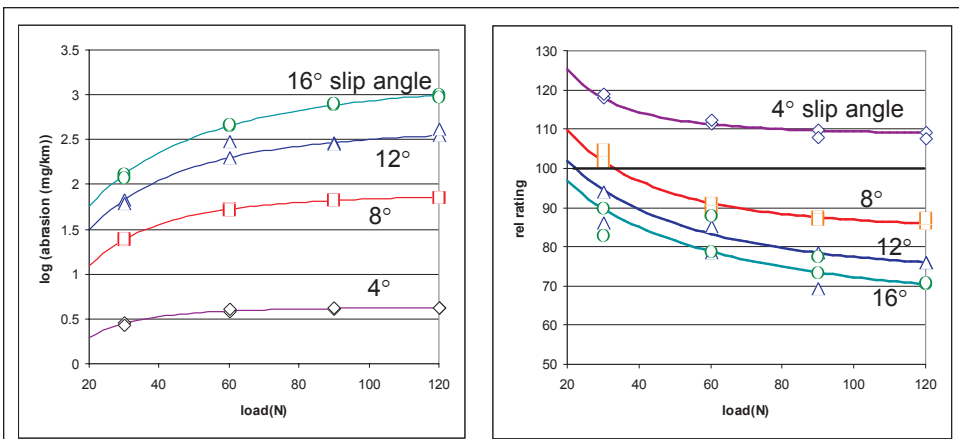 3.5
3
2.5
2
1.5
1
0.5
0
log (abrasion (mg/km))
16° slip angle
12°
8°
4°
20 40 60 80 100 120
load(N)
130
120
110
100
90
80
70
60
50
rel rating
4° slip angle
8°
12°
16°
20 40 60 80 100 120
load(N)